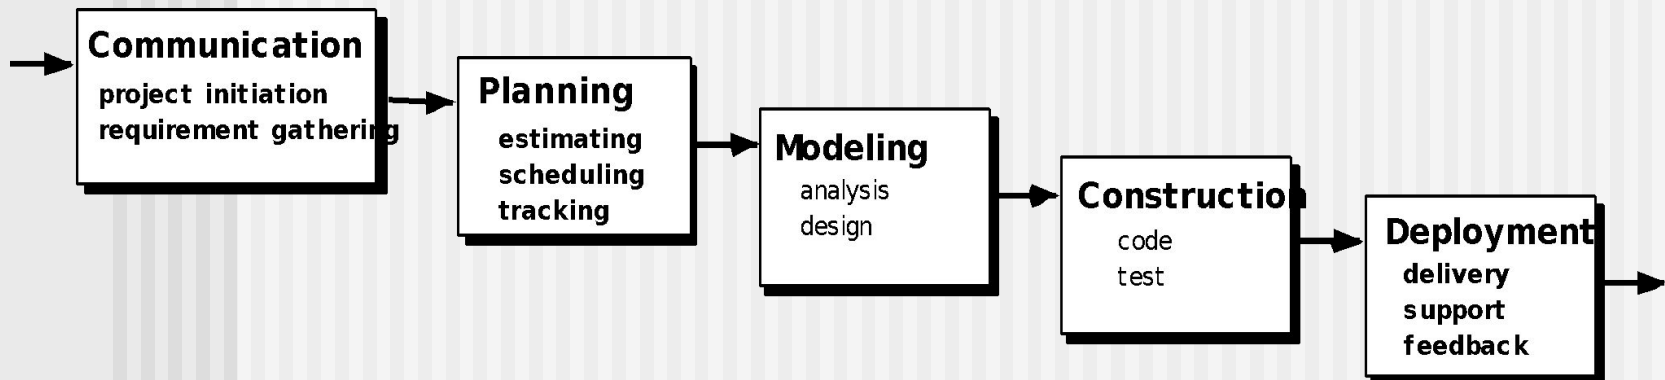 Communication
project initiation
requirement gathering
Planning
estimating
scheduling
tracking
Modeling
analysis
design
Construction
code
test
Deployment
delivery
support
feedback